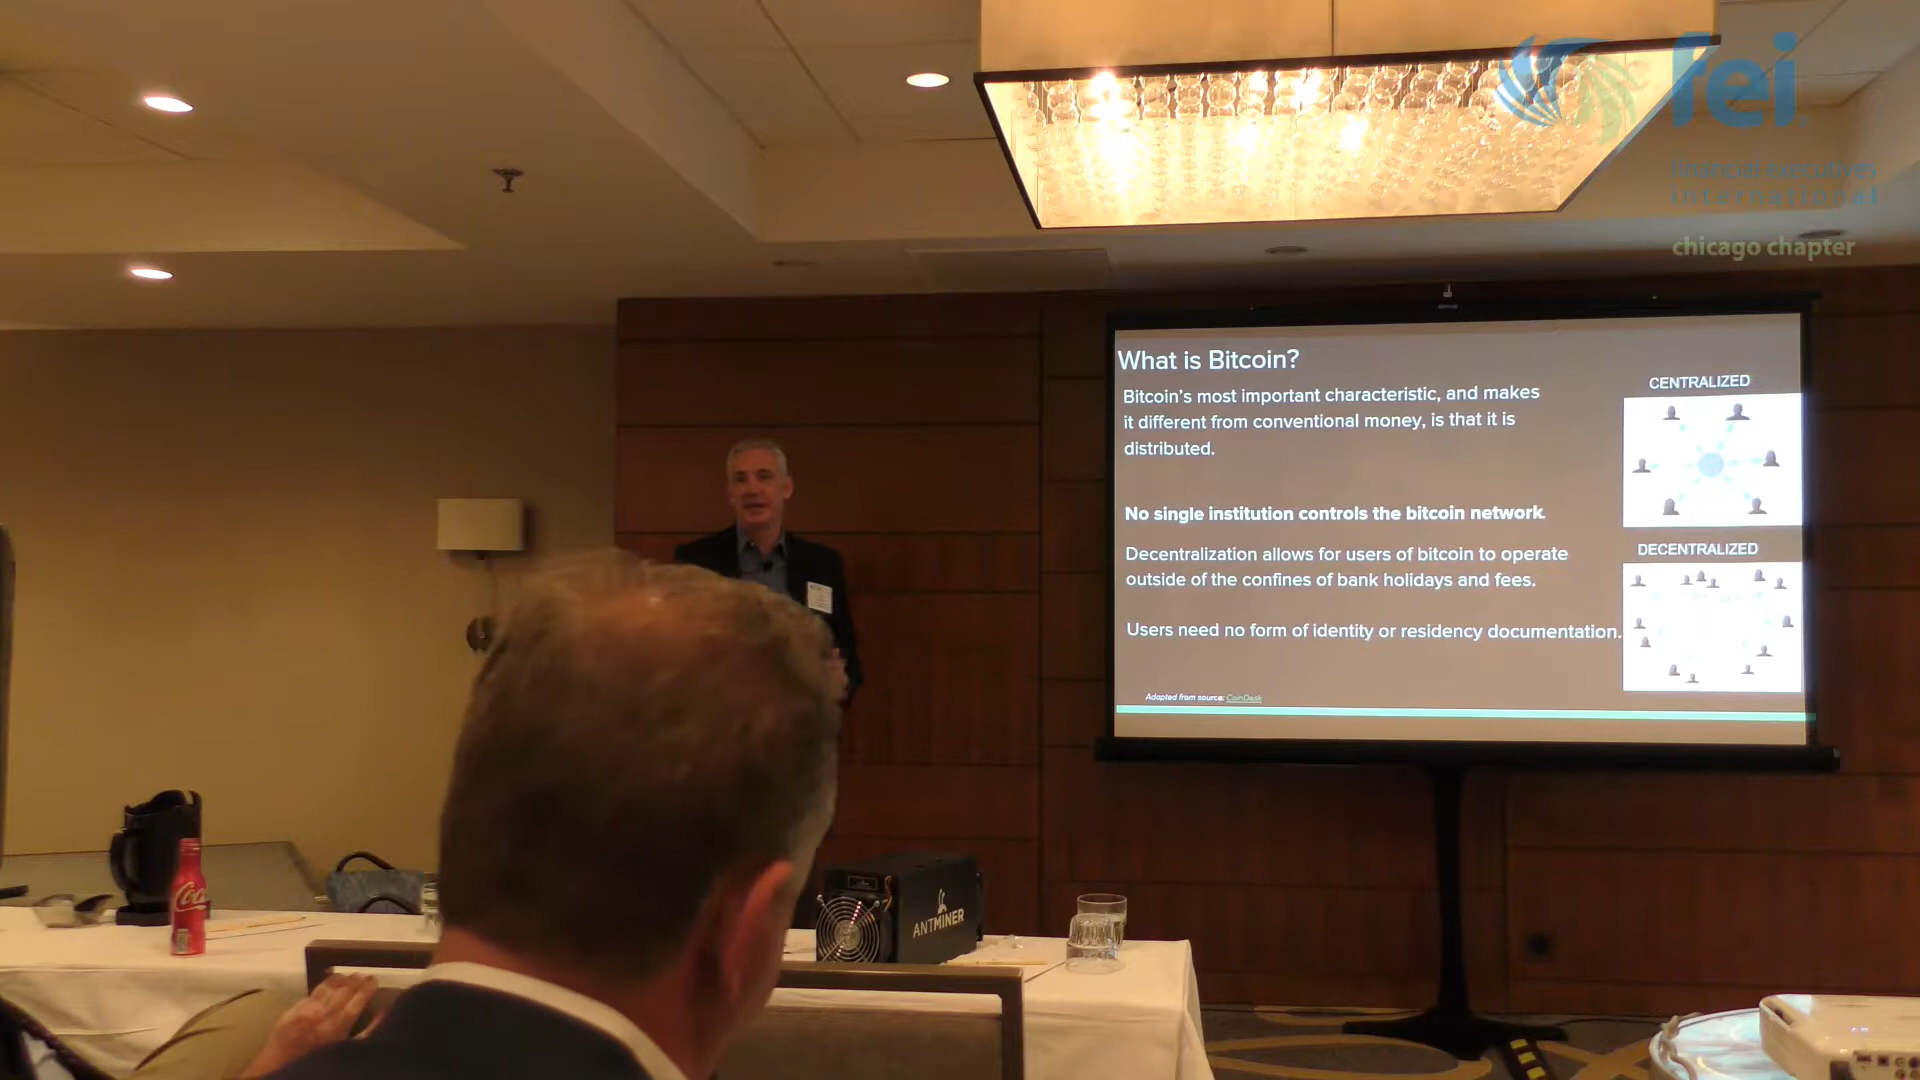 fei
financial executives
international
chicago chapter
What is Bitcoin?
Bitcoin's most important characteristic, and makes
it different from conventional money, is that it is
distributed.
No single institution controls the bitcoin network.
Decentralization allows for users of bitcoin to operate
outside of the confines of bank holidays and fees.
Users need no form of identity or residency documentation.
Adapted from source: CoinDesk
CENTRALIZED
DECENTRALIZED
ANTMINER
Coca